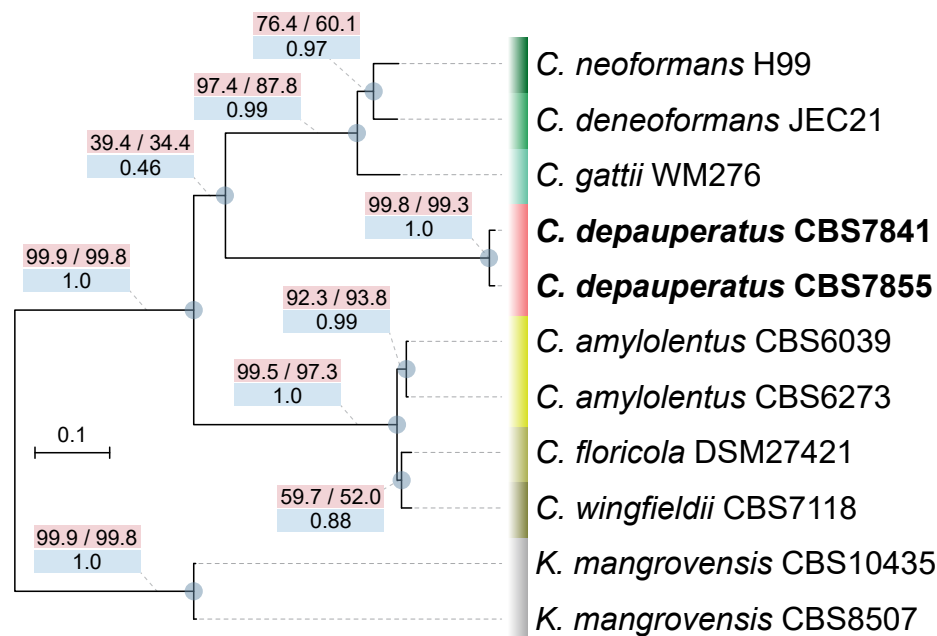 76.4 / 60.1
0.97
C. neoformans H99
97.4 / 87.8
0.99
C. deneoformans JEC21
39.4 / 34.4
0.46
C. gattii WM276
99.8 / 99.3
1.0
C. depauperatus CBS7841
99.9 / 99.8
1.0
C. depauperatus CBS7855
92.3 / 93.8
0.99
C. amylolentus CBS6039
99.5 / 97.3
1.0
C. amylolentus CBS6273
0.1
C. floricola DSM27421
59.7 / 52.0
0.88
C. wingfieldii CBS7118
99.9 / 99.8
1.0
K. mangrovensis CBS10435
K. mangrovensis CBS8507